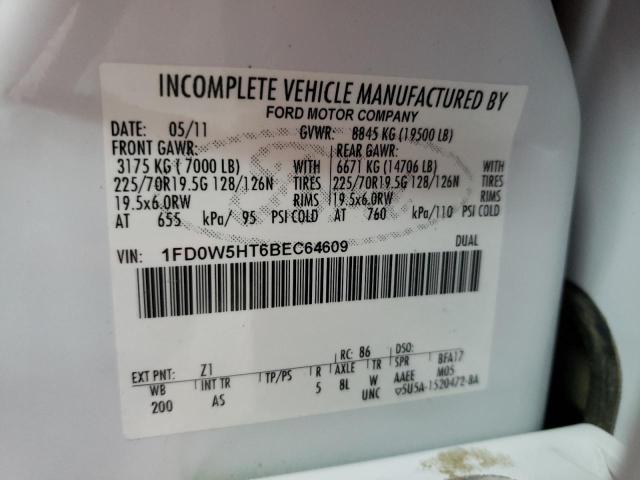 INCOMPLETE VEHICLE MANUFACTURED BY
FORD MOTOR COMPANY
DATE: 05/11 GVWR: 8845 KG (19500 LB)
FRONT GAWR: REAR GAWR:
3175 KG ( 7000 LB) WITH 6671 KG (14706 LB) WITH
225/70R19.5G 128/126N TIRES 225/70R19.5G 128/126N TIRES
19.5x6.0RW RIMS 19.5x6.0RW RIMS
AT 655 kPa/ 95 PSI COLD AT 760 kPa/110 PSI COLD
VIN: 1FD0W5HT6BEC64609 DUAL
EXT PNT: Z1 RC: 86 DSO:
WB INT TR TP/PS R AXLE TR SPR BFA17
200 AS 5 8L W AAEE M05
UNC ▽5U5A-1520472-BA